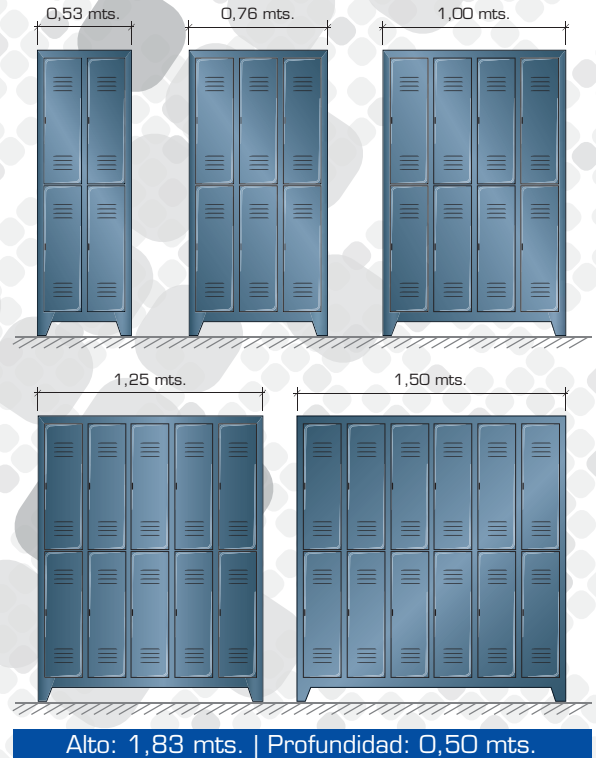 0,53 mts.
0,76 mts.
1,00 mts.
1,25 mts.
1,50 mts.
Alto: 1,83 mts. | Profundidad: 0,50 mts.